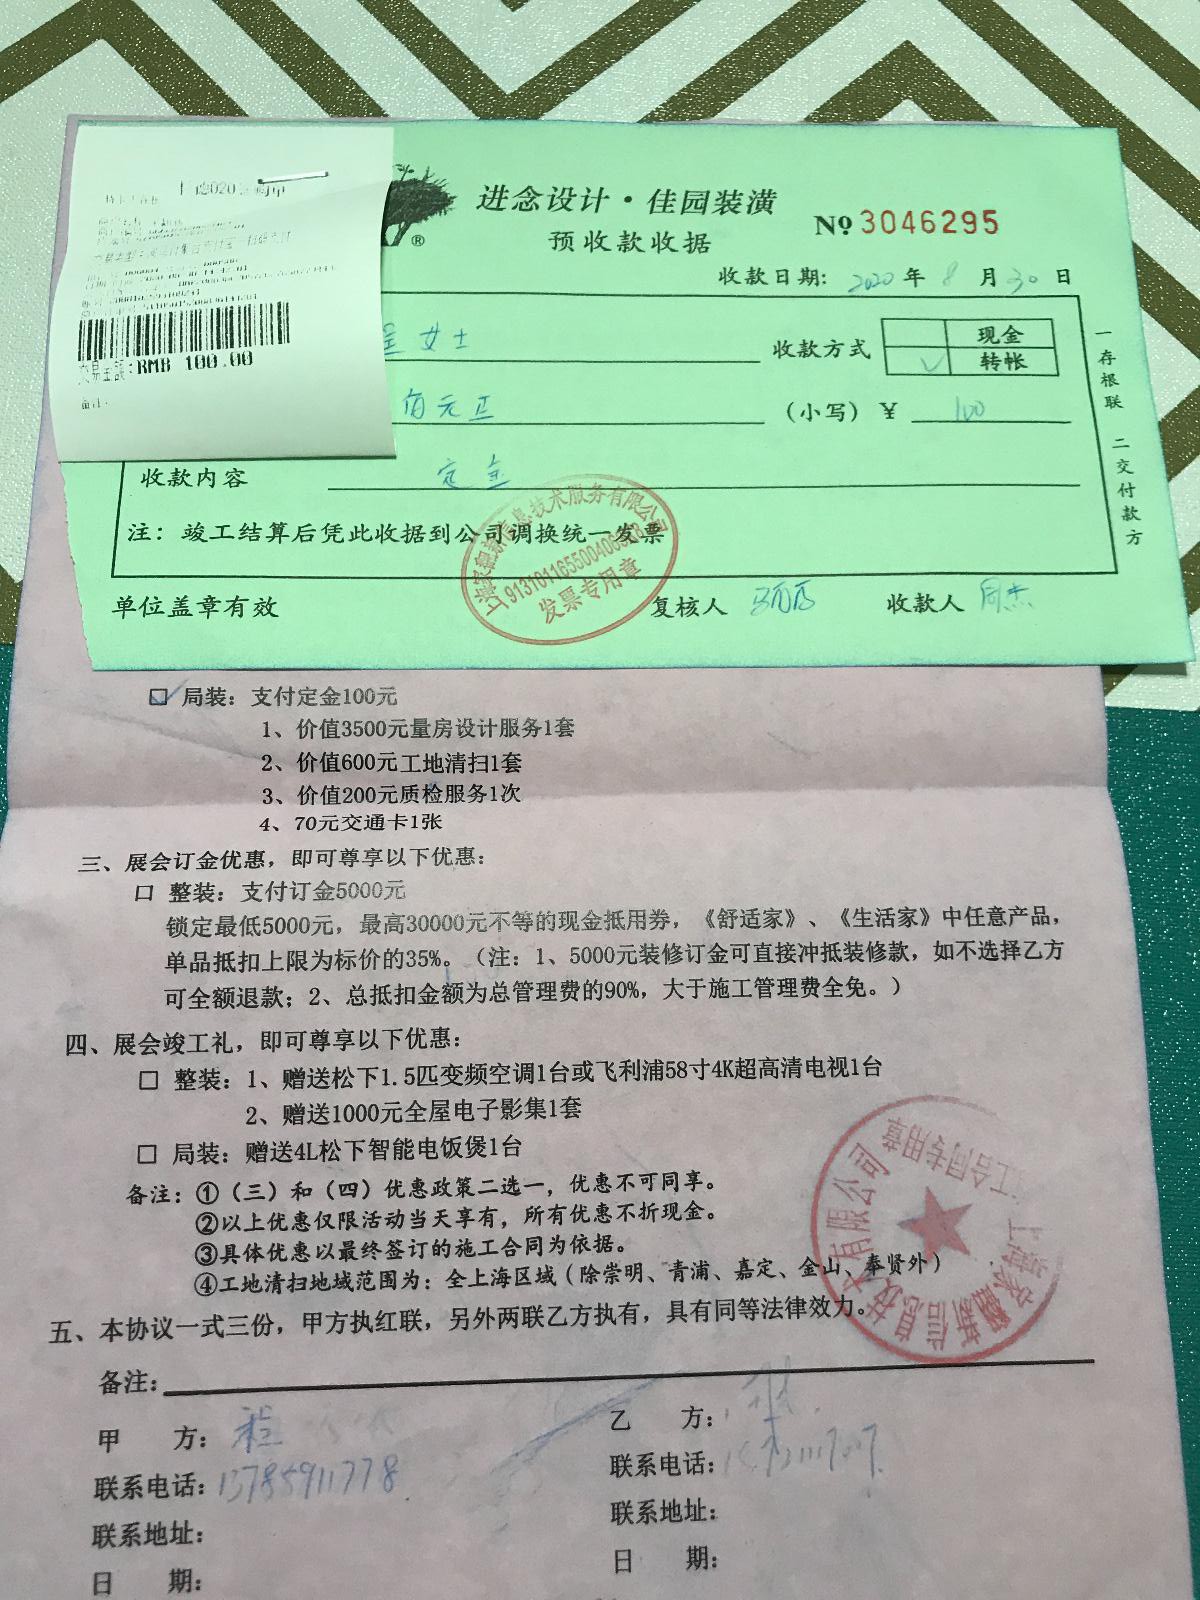 进念设计·佳园装潢
®
预收款收据
№ 3046295
收款日期: 2020 年 8 月 30 日
女士
收款方式
现金
转帐
佰元正
(小写) ¥ 100
收款内容 定金
注: 竣工结算后凭此收据到公司调换统一发票
单位盖章有效
复核人
收款人 周杰
一存根联 二交付款方
发票专用章
交易金额:RMB 100.00
备注:
局装: 支付定金100元
1、价值3500元量房设计服务1套
2、价值600元工地清扫1套
3、价值200元质检服务1次
4、70元交通卡1张
三、展会订金优惠, 即可尊享以下优惠:
口 整装: 支付订金5000元
锁定最低5000元, 最高30000元不等的现金抵用券, 《舒适家》、《生活家》中任意产品,
单品抵扣上限为标价的35%。(注: 1、5000元装修订金可直接冲抵装修款, 如不选择乙方
可全额退款; 2、总抵扣金额为总管理费的90%, 大于施工管理费全免。)
四、展会竣工礼, 即可尊享以下优惠:
口 整装: 1、赠送松下1.5匹变频空调1台或飞利浦58寸4K超高清电视1台
2、赠送1000元全屋电子影集1套
口 局装: 赠送4L松下智能电饭煲1台
备注: ①(三)和(四)优惠政策二选一, 优惠不可同享。
②以上优惠仅限活动当天享有, 所有优惠不折现金。
③具体优惠以最终签订的施工合同为依据。
④工地清扫地域范围为: 全上海区域(除崇明、青浦、嘉定、金山、奉贤外)
五、本协议一式三份, 甲方执红联, 另外两联乙方执有, 具有同等法律效力。
备注:
甲 方: 程
乙 方:
联系电话: 13785911778
联系电话:
联系地址:
联系地址:
日 期:
日 期: